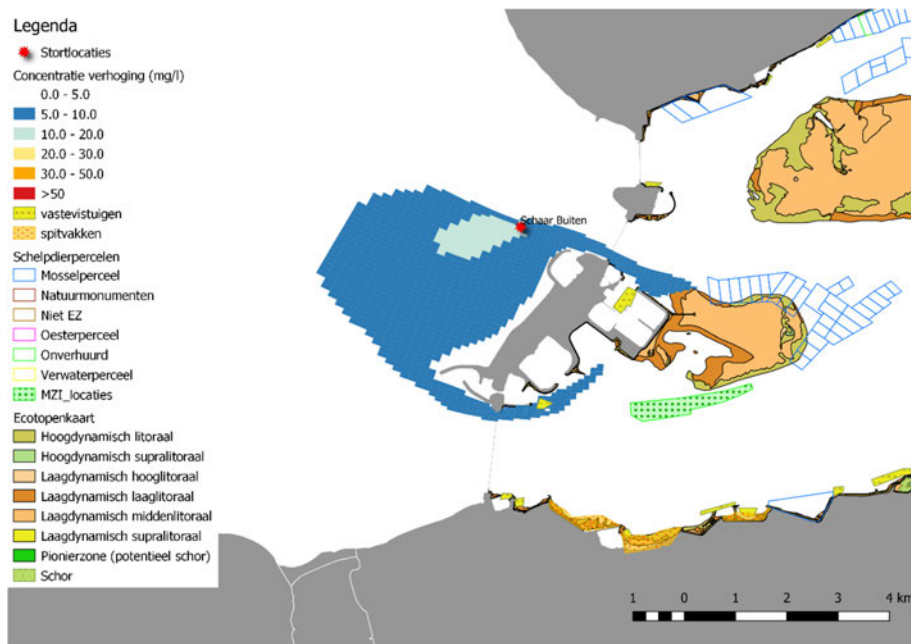 Legenda
Stortlocaties
Concentratie verhoging (mg/l)
0.0 - 5.0
5.0 - 10.0
10.0 - 20.0
20.0 - 30.0
30.0 - 50.0
>50
vastevistuigen
spitvakken
Schelpdierpercelen
Mosselperceel
Natuurmonumenten
Niet EZ
Oesterperceel
Onverhuurd
Verwaterperceel
MZI_locaties
Ecotopenkaart
Hoogdynamisch litoraal
Hoogdynamisch supralitoraal
Laagdynamisch hooglitoraal
Laagdynamisch laaglitoraal
Laagdynamisch middenlitoraal
Laagdynamisch supralitoraal
Pionierzone (potentieel schor)
Schor
Schaar Buiten
1 0 1 2 3 4 km